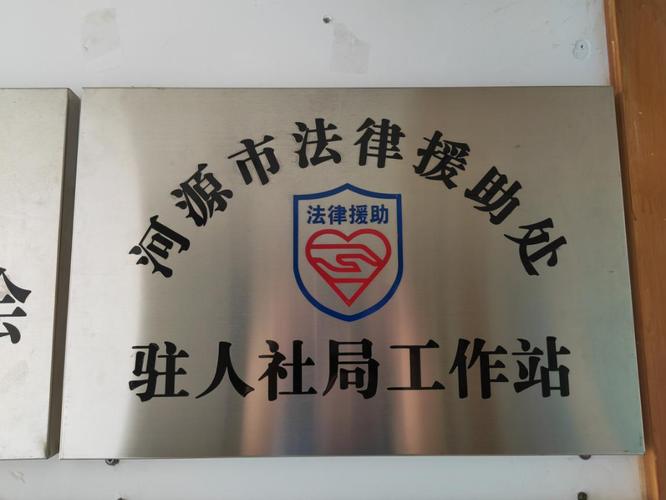 河源市法律援助处
法律援助
驻人社局工作站
会